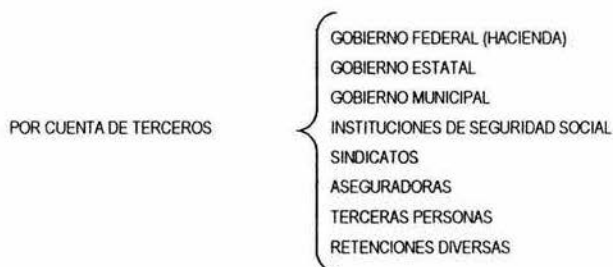 POR CUENTA DE TERCEROS
GOBIERNO FEDERAL (HACIENDA)
GOBIERNO ESTATAL
GOBIERNO MUNICIPAL
INSTITUCIONES DE SEGURIDAD SOCIAL
SINDICATOS
ASEGURADORAS
TERCERAS PERSONAS
RETENCIONES DIVERSAS